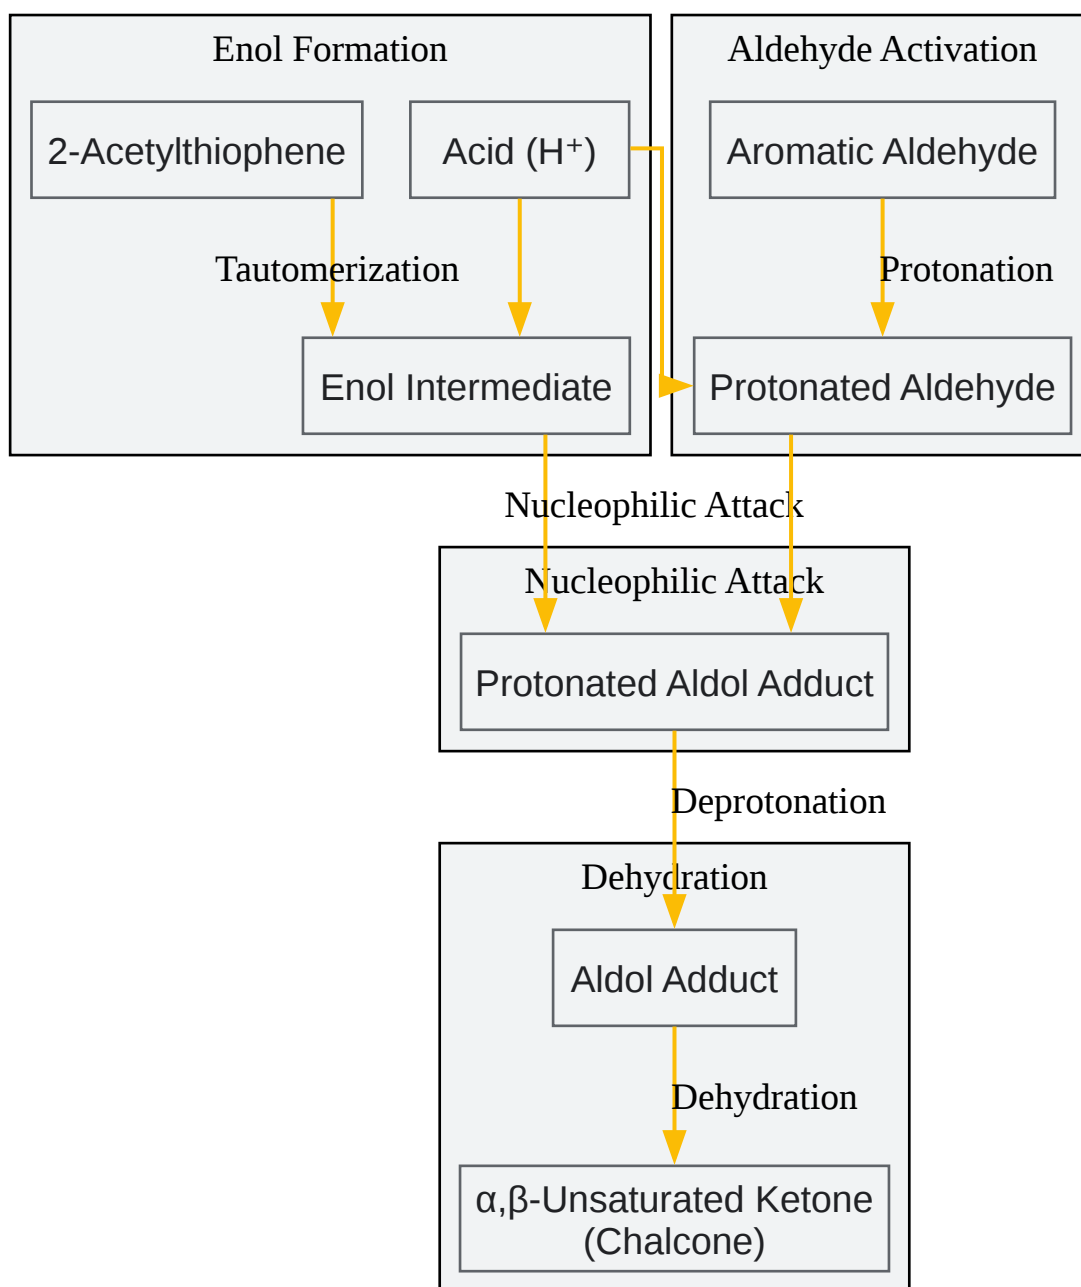 Enol Formation
Aldehyde Activation
2-Acetylthiophene
Acid (H⁺)
Aromatic Aldehyde
Tautomerization
Protonation
Enol Intermediate
Protonated Aldehyde
Nucleophilic Attack
Nucleophilic Attack
Protonated Aldol Adduct
Deprotonation
Dehydration
Aldol Adduct
Dehydration
α,β-Unsaturated Ketone
(Chalcone)